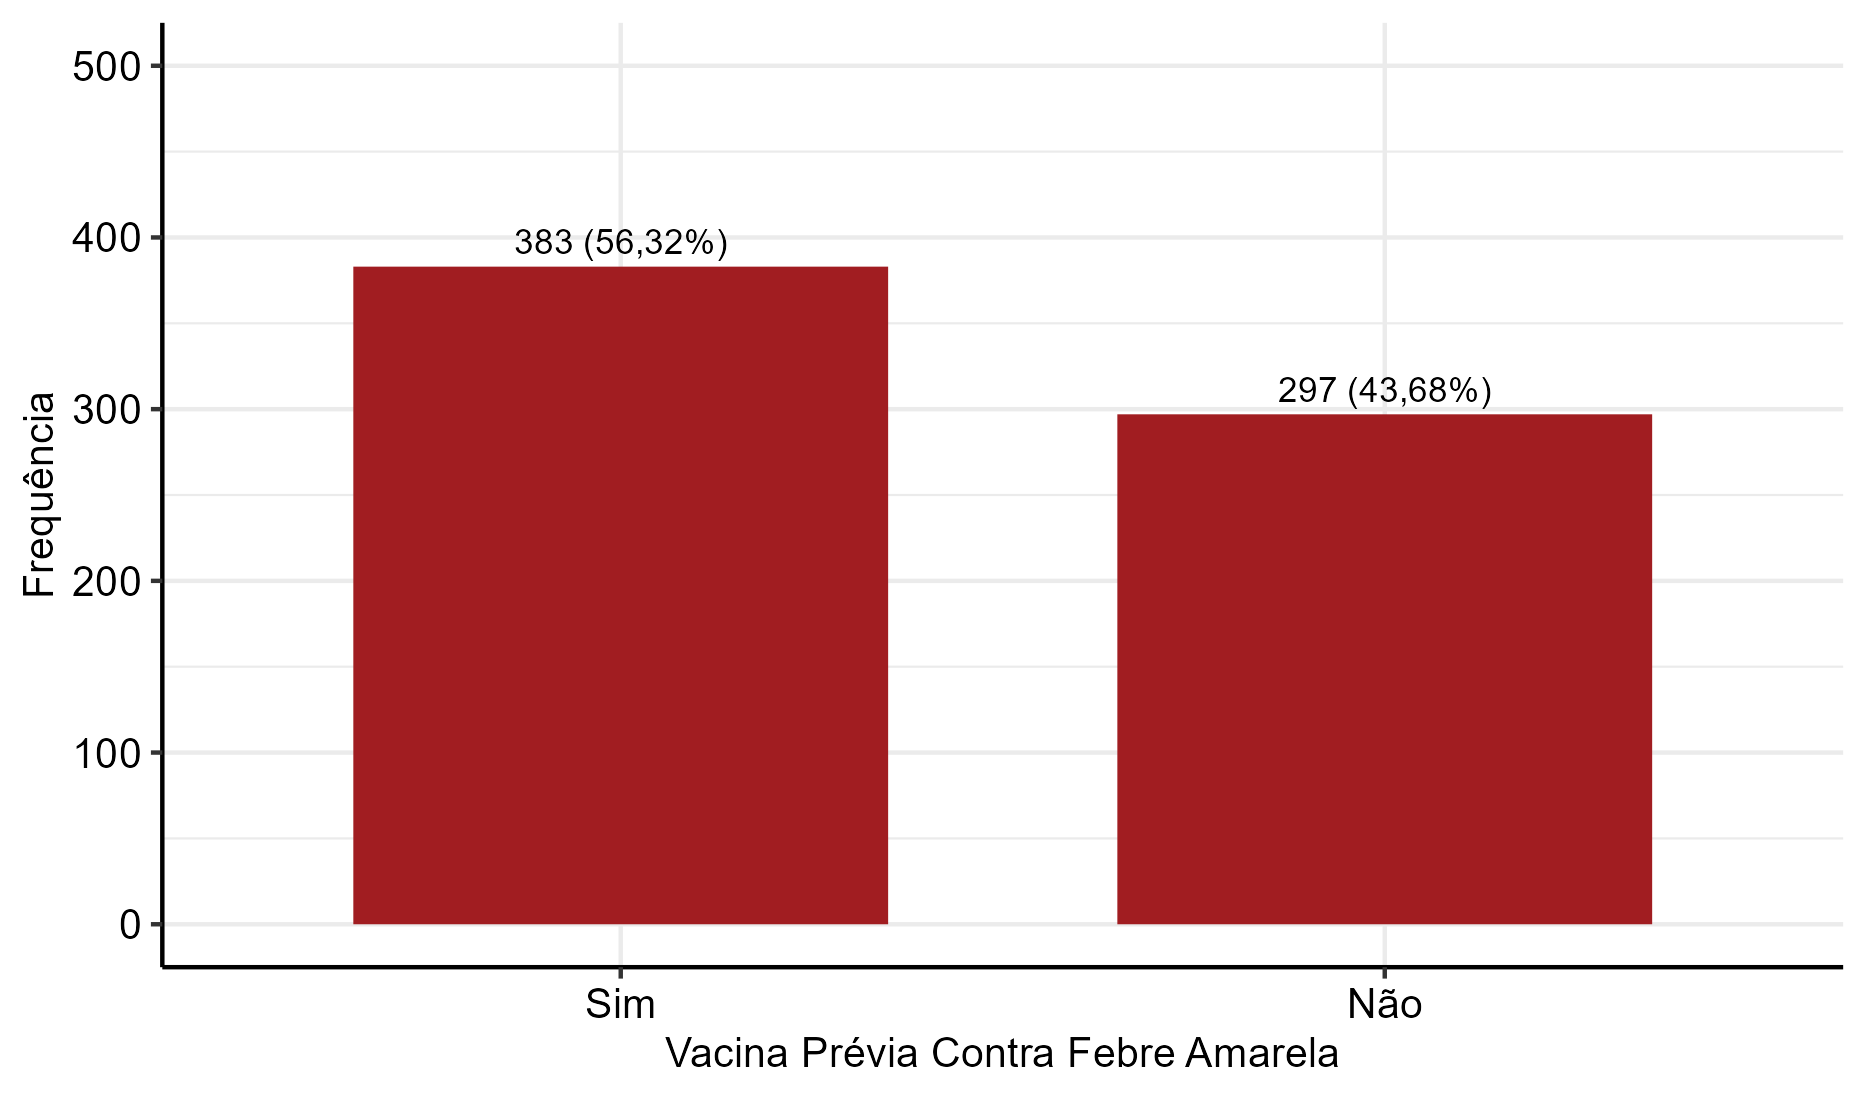 500
400
300
200
100
0
Frequência
383 (56,32%)
297 (43,68%)
Sim
Não
Vacina Prévia Contra Febre Amarela